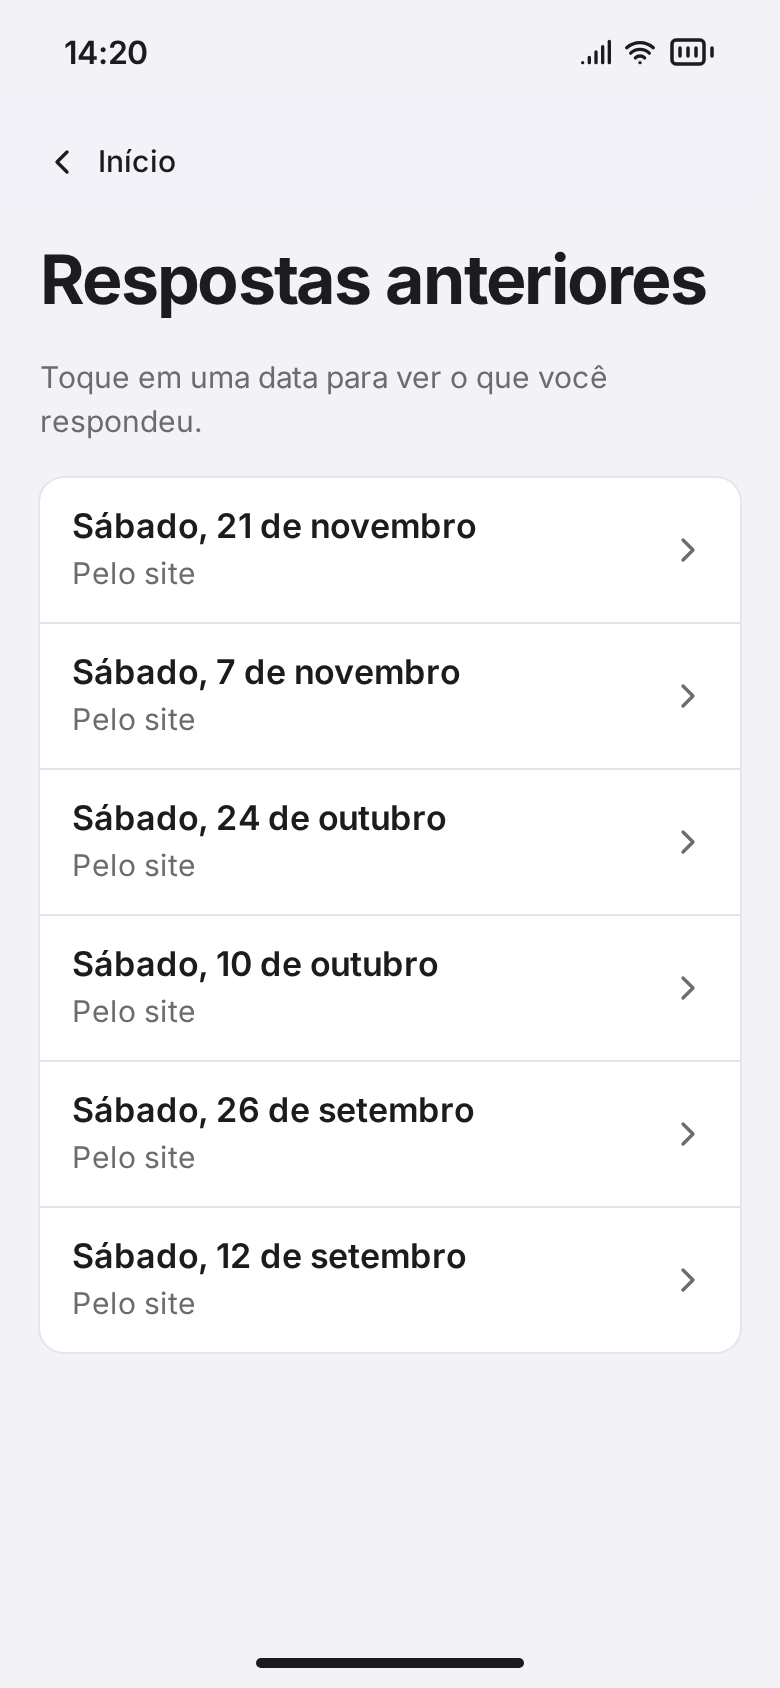 14:20
Início
Respostas anteriores
Toque em uma data para ver o que você
respondeu.
Sábado, 21 de novembro
Pelo site
Sábado, 7 de novembro
Pelo site
Sábado, 24 de outubro
Pelo site
Sábado, 10 de outubro
Pelo site
Sábado, 26 de setembro
Pelo site
Sábado, 12 de setembro
Pelo site